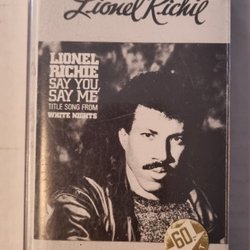 Lionel Richie
LIONEL
RICHIE
SAY YOU,
SAY ME
TITLE SONG FROM
WHITE NIGHTS
60